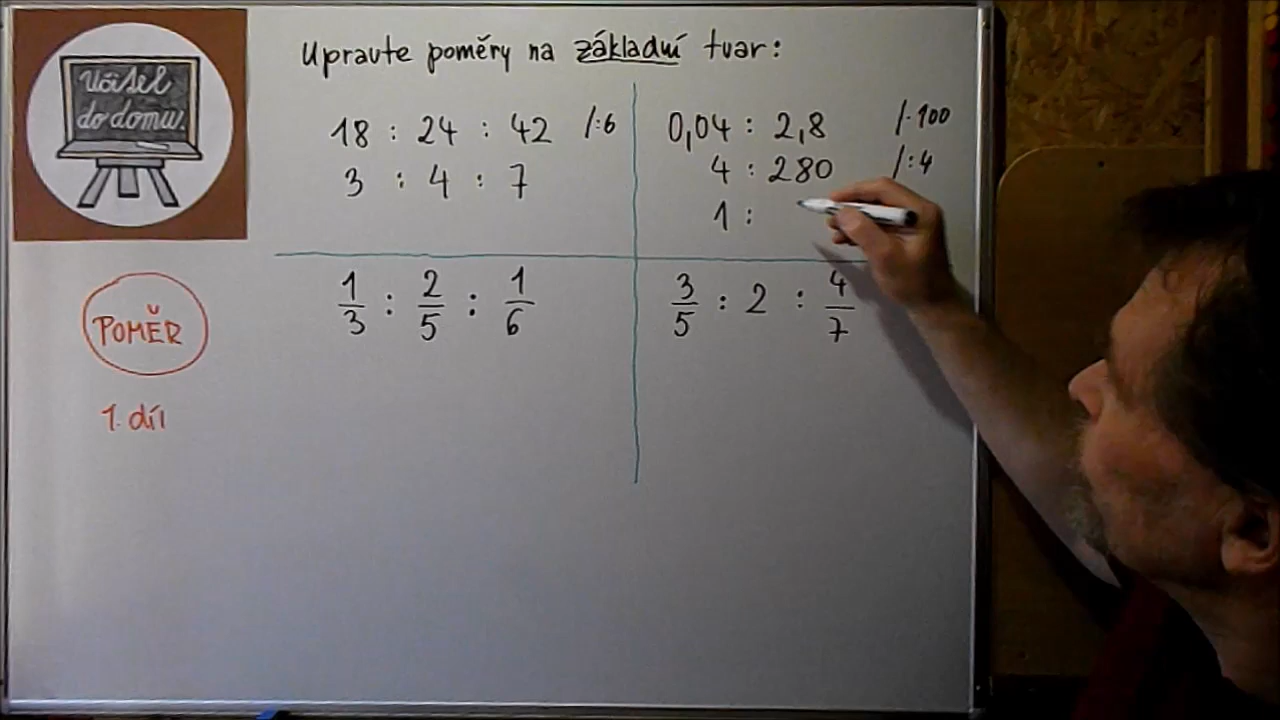 Učitel
do domu.
POMĚR
1. díl
Upravte poměry na základní tvar:
18 : 24 : 42 /:6
3 : 4 : 7
0,04 : 2,8 /·100
4 : 280 /:4
1 :
1/3 : 2/5 : 1/6
3/5 : 2 : 4/7